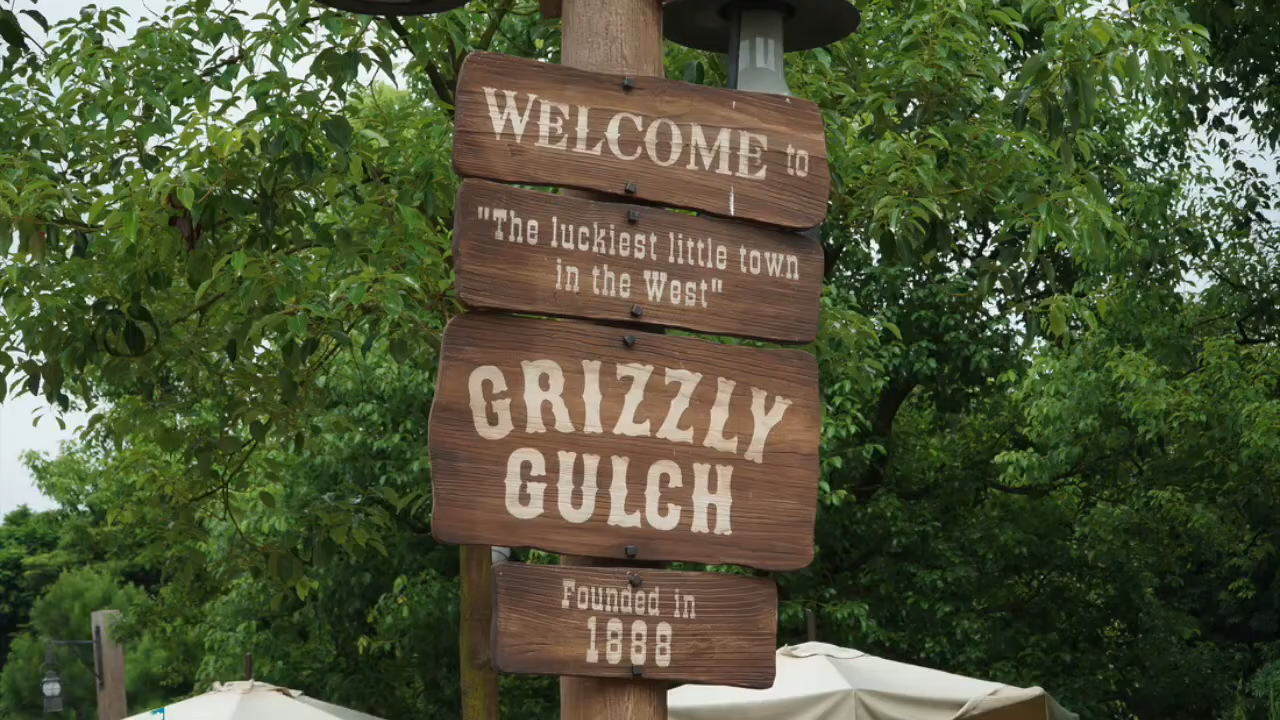 WELCOME to
"The luckiest little town
in the West"
GRIZZLY
GULCH
Founded in
1888